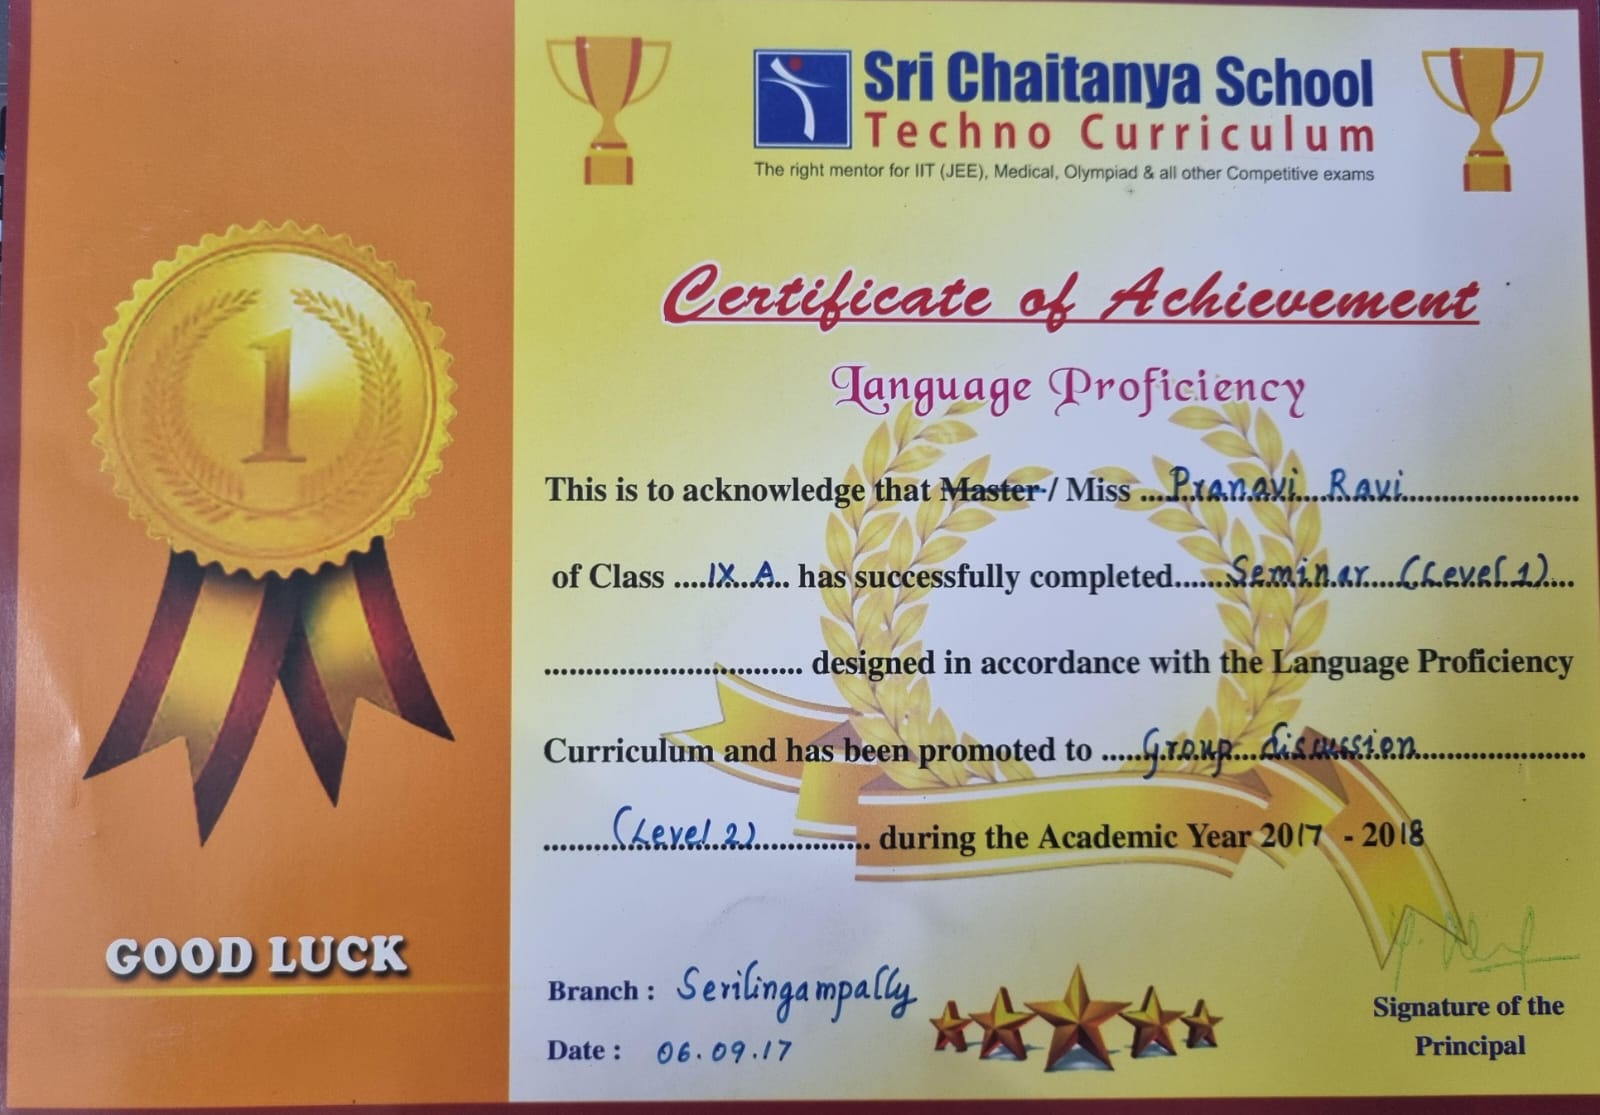 Sri Chaitanya School
Techno Curriculum
The right mentor for IIT (JEE), Medical, Olympiad & all other Competitive exams
Certificate of Achievement
Language Proficiency
1
This is to acknowledge that Master / Miss ...Pranavi Ravi...
of Class ....IX A.. has successfully completed......Seminar (Level 1)...
............................... designed in accordance with the Language Proficiency
Curriculum and has been promoted to .....Group discussion....................
.........(Level 2).............. during the Academic Year 2017 - 2018
GOOD LUCK
Branch : Serilingampally
Date : 06.09.17
Signature of the
Principal